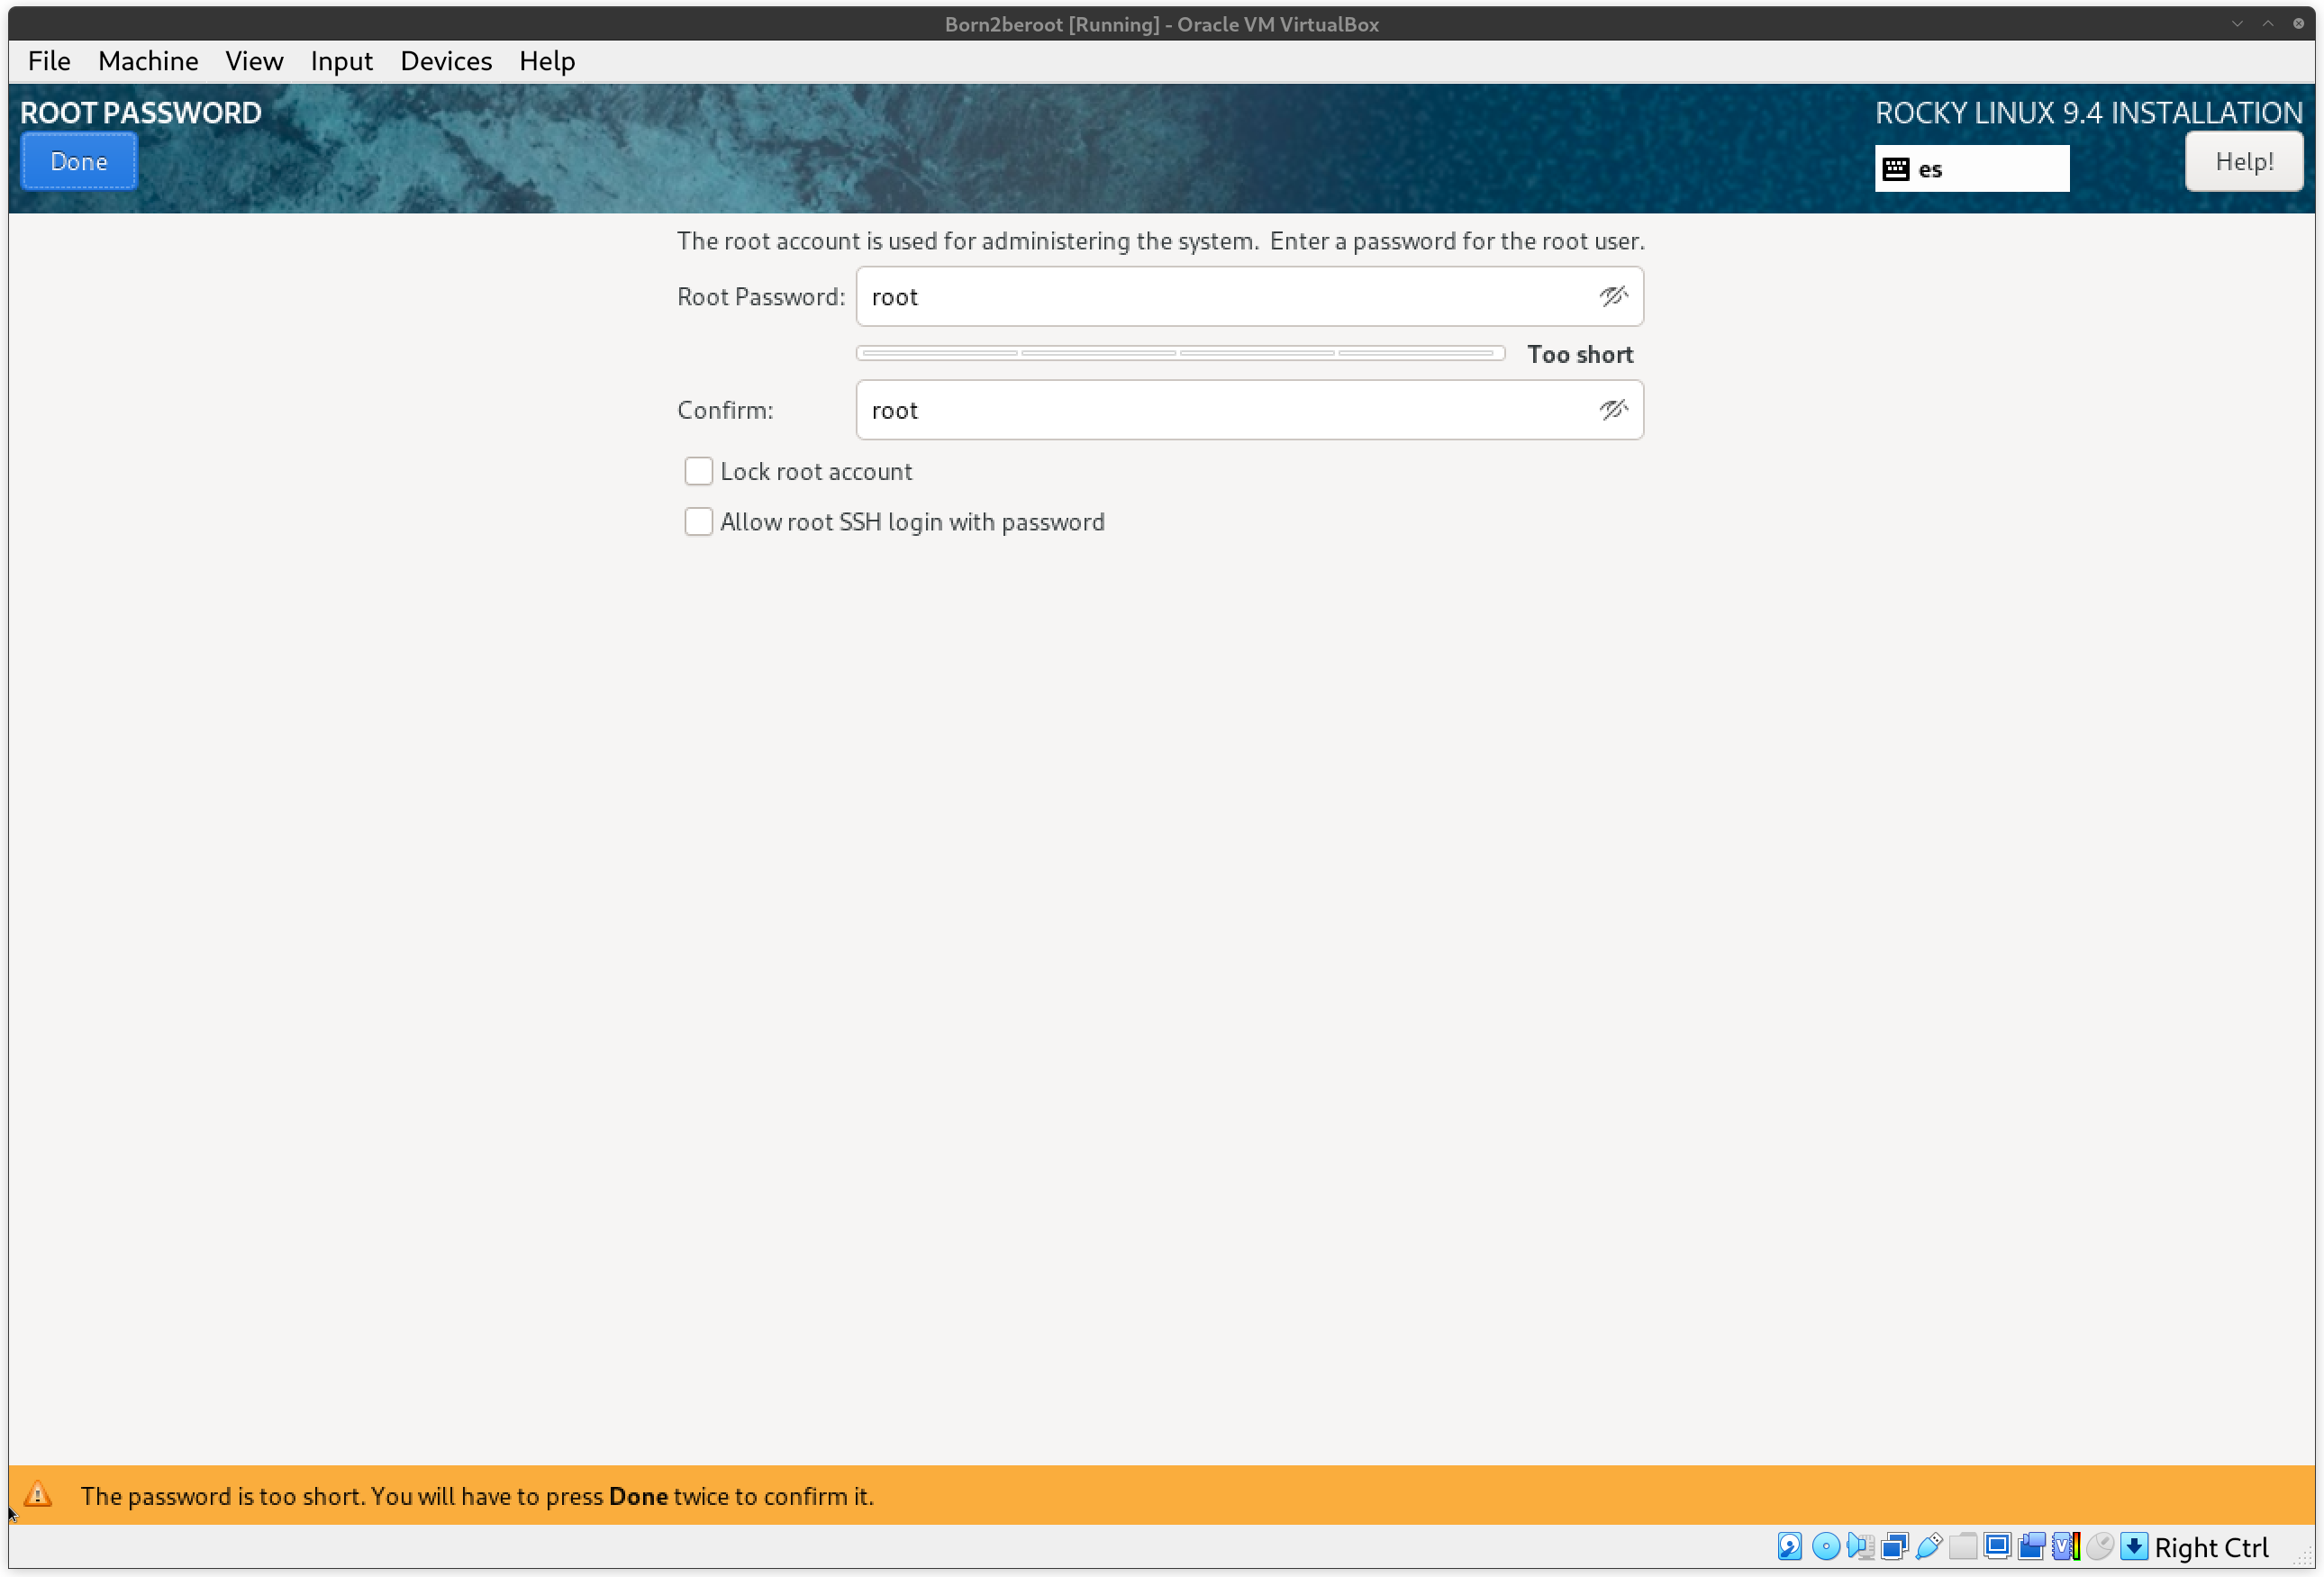 Born2beroot [Running] - Oracle VM VirtualBox
File Machine View Input Devices Help
ROOT PASSWORD
ROCKY LINUX 9.4 INSTALLATION
Done
es
Help!
The root account is used for administering the system. Enter a password for the root user.
Root Password: root
Too short
Confirm: root
Lock root account
Allow root SSH login with password
The password is too short. You will have to press Done twice to confirm it.
Right Ctrl